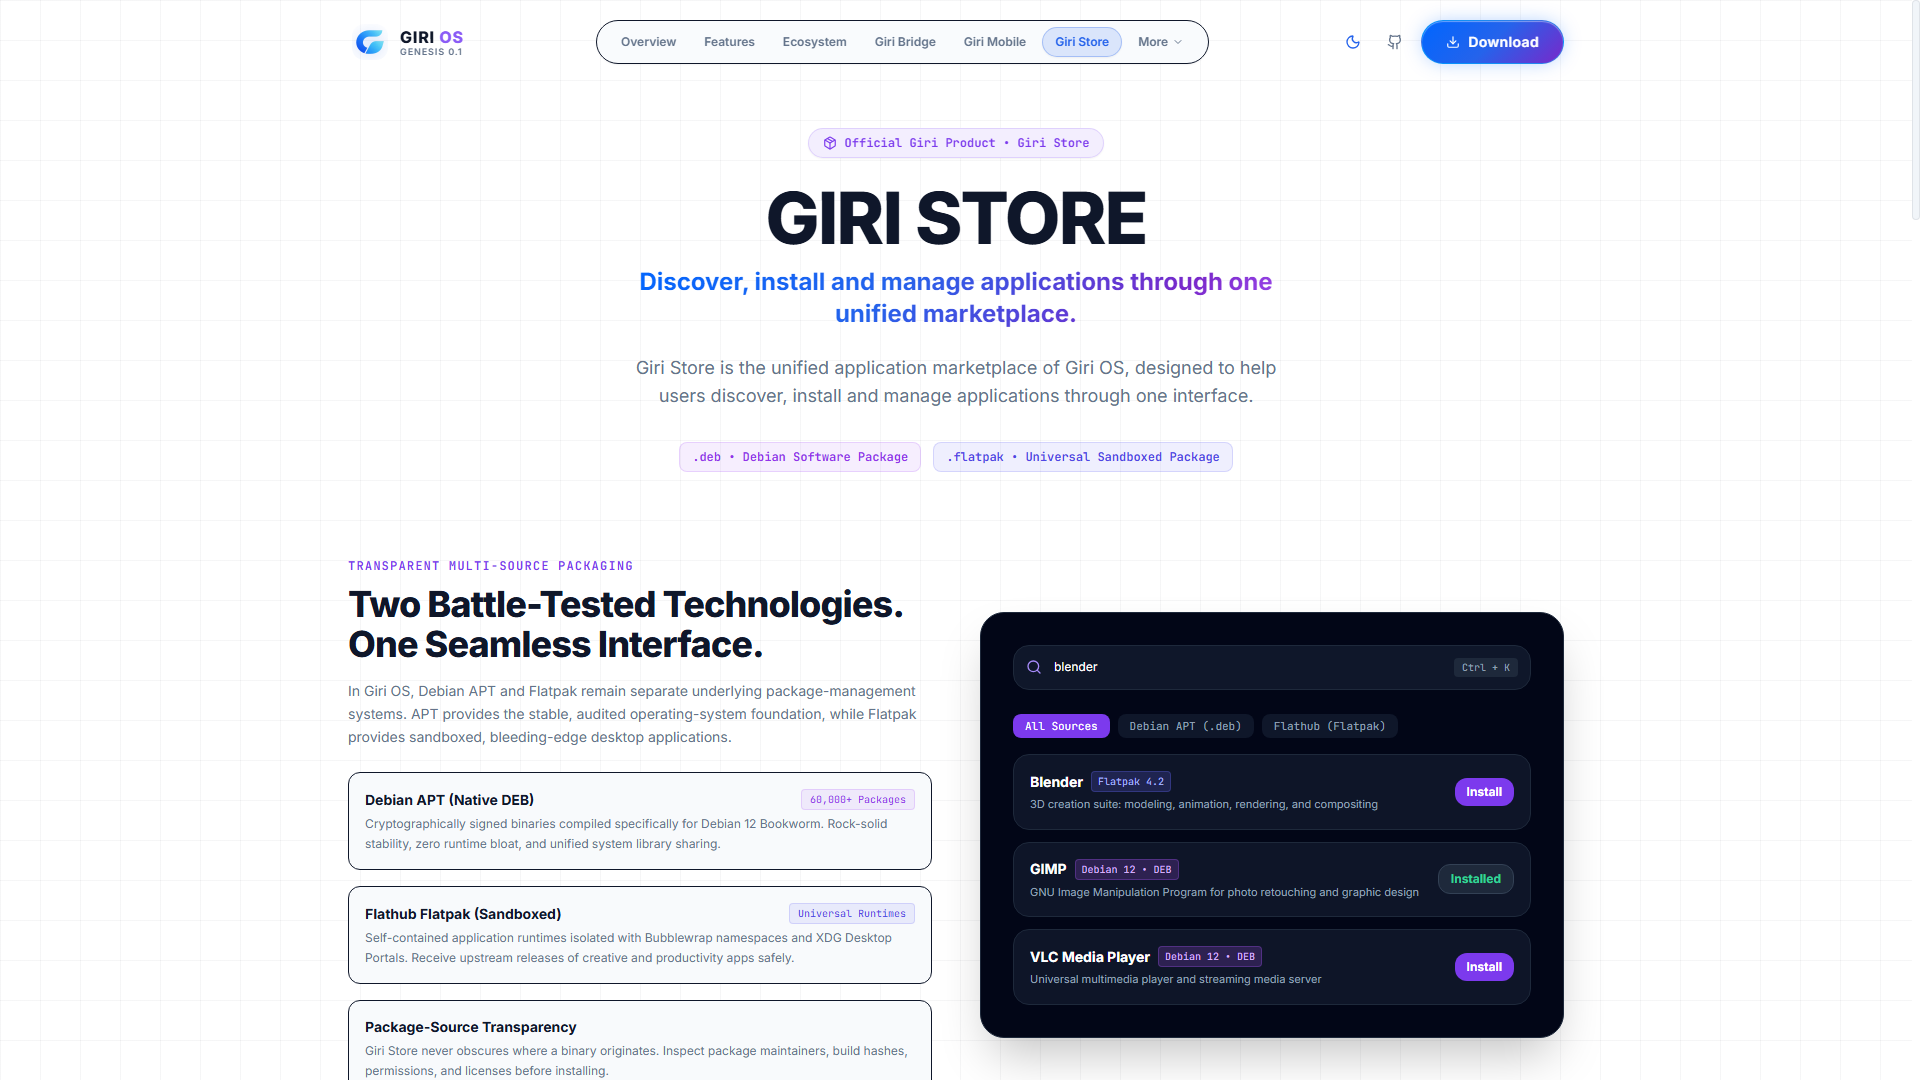 GIRI OS
GENESIS 0.1
Overview
Features
Ecosystem
Giri Bridge
Giri Mobile
Giri Store
More
Download
Official Giri Product • Giri Store
GIRI STORE
Discover, install and manage applications through one
unified marketplace.
Giri Store is the unified application marketplace of Giri OS, designed to help
users discover, install and manage applications through one interface.
.deb • Debian Software Package
.flatpak • Universal Sandboxed Package
TRANSPARENT MULTI-SOURCE PACKAGING
Two Battle-Tested Technologies.
One Seamless Interface.
In Giri OS, Debian APT and Flatpak remain separate underlying package-management
systems. APT provides the stable, audited operating-system foundation, while Flatpak
provides sandboxed, bleeding-edge desktop applications.
Debian APT (Native DEB)
60,000+ Packages
Cryptographically signed binaries compiled specifically for Debian 12 Bookworm. Rock-solid
stability, zero runtime bloat, and unified system library sharing.
Flathub Flatpak (Sandboxed)
Universal Runtimes
Self-contained application runtimes isolated with Bubblewrap namespaces and XDG Desktop
Portals. Receive upstream releases of creative and productivity apps safely.
Package-Source Transparency
Giri Store never obscures where a binary originates. Inspect package maintainers, build hashes,
permissions, and licenses before installing.
blender
Ctrl + K
All Sources
Debian APT (.deb)
Flathub (Flatpak)
Blender
Flatpak 4.2
3D creation suite: modeling, animation, rendering, and compositing
Install
GIMP
Debian 12 • DEB
GNU Image Manipulation Program for photo retouching and graphic design
Installed
VLC Media Player
Debian 12 • DEB
Universal multimedia player and streaming media server
Install